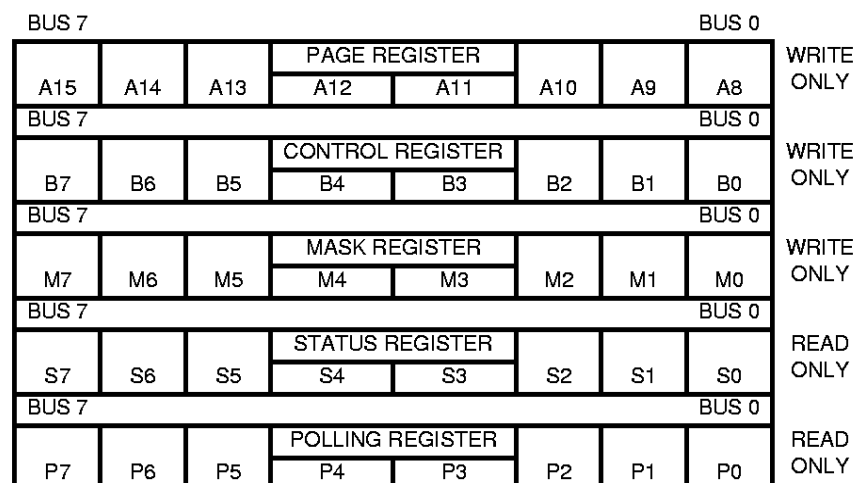 BUS 7 BUS 0
PAGE REGISTER WRITE
A15 A14 A13 A12 A11 A10 A9 A8 ONLY
BUS 7 BUS 0
CONTROL REGISTER WRITE
B7 B6 B5 B4 B3 B2 B1 B0 ONLY
BUS 7 BUS 0
MASK REGISTER WRITE
M7 M6 M5 M4 M3 M2 M1 M0 ONLY
BUS 7 BUS 0
STATUS REGISTER READ
S7 S6 S5 S4 S3 S2 S1 S0 ONLY
BUS 7 BUS 0
POLLING REGISTER READ
P7 P6 P5 P4 P3 P2 P1 P0 ONLY